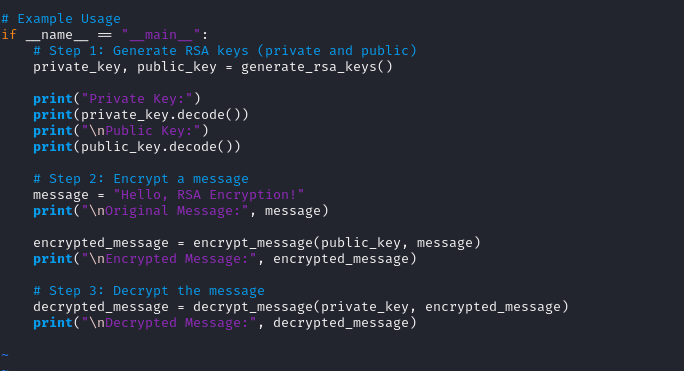 # Example Usage
if __name__ == "__main__":
    # Step 1: Generate RSA keys (private and public)
    private_key, public_key = generate_rsa_keys()

    print("Private Key:")
    print(private_key.decode())
    print("\nPublic Key:")
    print(public_key.decode())

    # Step 2: Encrypt a message
    message = "Hello, RSA Encryption!"
    print("\nOriginal Message:", message)

    encrypted_message = encrypt_message(public_key, message)
    print("\nEncrypted Message:", encrypted_message)

    # Step 3: Decrypt the message
    decrypted_message = decrypt_message(private_key, encrypted_message)
    print("\nDecrypted Message:", decrypted_message)

~
~